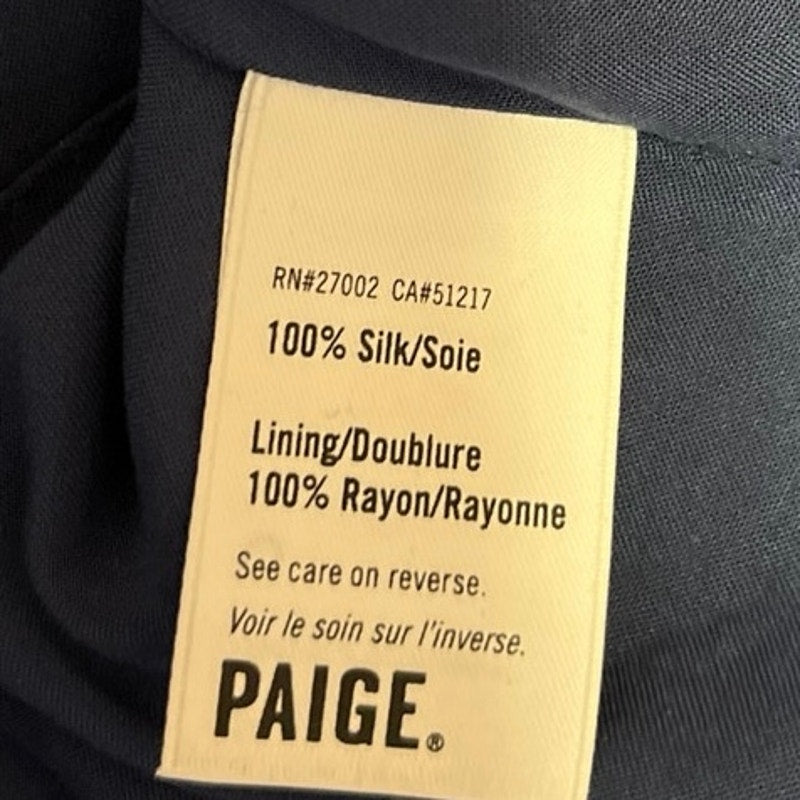 RN#27002 CA#51217
100% Silk/Soie
Lining/Doublure
100% Rayon/Rayonne
See care on reverse.
Voir le soin sur l'inverse.
PAIGE®